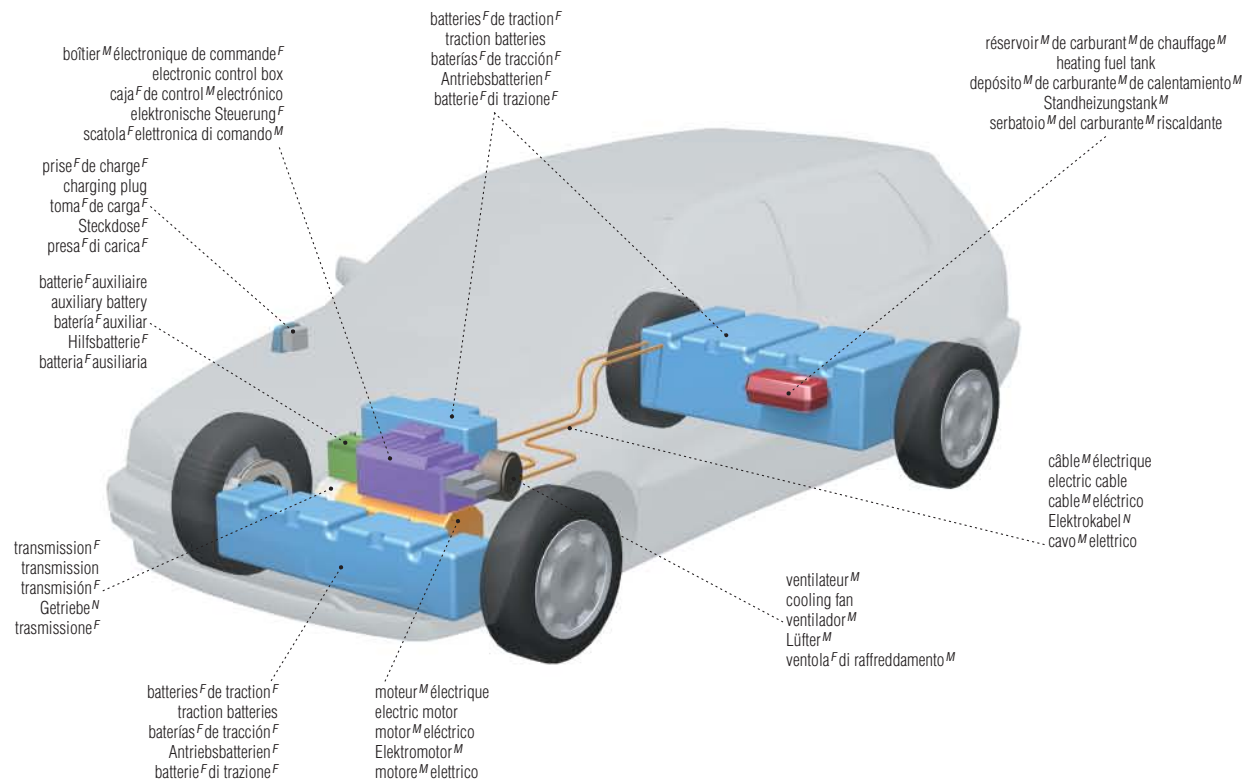 batteries F de traction F
traction batteries
baterías F de tracción F
Antriebsbatterien F
batterie F di trazione F
boîtier M électronique de commande F
electronic control box
caja F de control M electrónico
elektronische Steuerung F
scatola F elettronica di comando M
réservoir M de carburant M de chauffage M
heating fuel tank
depósito M de carburante M de calentamiento M
Standheizungstank M
serbatoio M del carburante M riscaldante
prise F de charge F
charging plug
toma F de carga F
Steckdose F
presa F di carica F
batterie F auxiliaire
auxiliary battery
batería F auxiliar
Hilfsbatterie F
batteria F ausiliaria
câble M électrique
electric cable
cable M eléctrico
Elektrokabel N
cavo M elettrico
transmission F
transmission
transmisión F
Getriebe N
trasmissione F
ventilateur M
cooling fan
ventilador M
Lüfter M
ventola F di raffreddamento M
batteries F de traction F
traction batteries
baterías F de tracción F
Antriebsbatterien F
batterie F di trazione F
moteur M électrique
electric motor
motor M eléctrico
Elektromotor M
motore M elettrico